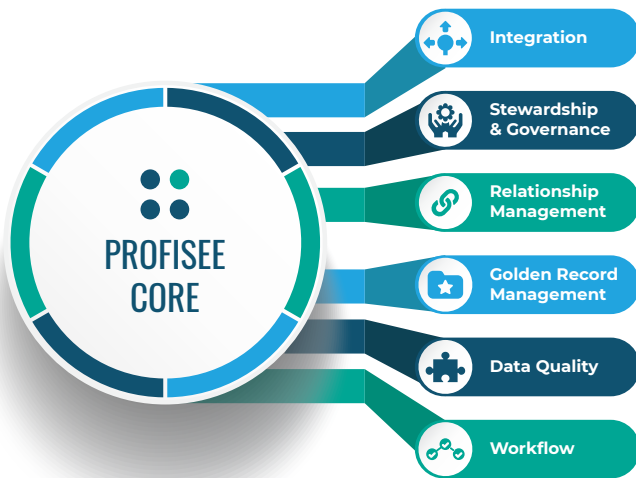 PROFISEE
CORE
Integration
Stewardship
& Governance
Relationship
Management
Golden Record
Management
Data Quality
Workflow